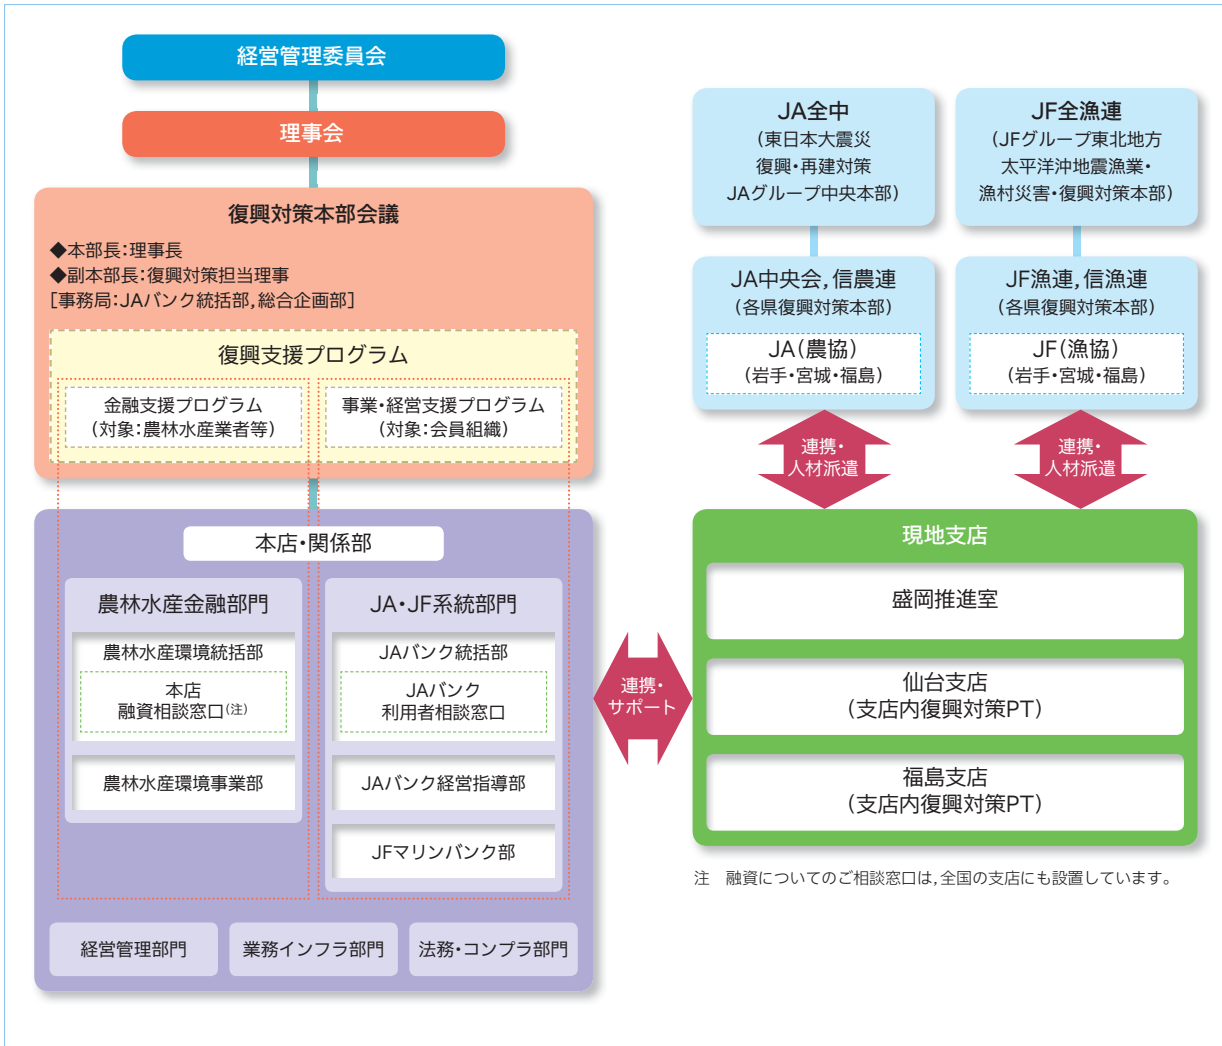 経営管理委員会
理事会
復興対策本部会議
◆本部長：理事長
◆副本部長：復興対策担当理事
［事務局：JAバンク統括部，総合企画部］
復興支援プログラム
金融支援プログラム
（対象：農林水産業者等）
事業・経営支援プログラム
（対象：会員組織）
本店・関係部
農林水産金融部門
農林水産環境統括部
本店
融資相談窓口(注)
農林水産環境事業部
JA・JF系統部門
JAバンク統括部
JAバンク
利用者相談窓口
JAバンク経営指導部
JFマリンバンク部
経営管理部門
業務インフラ部門
法務・コンプラ部門
連携・
サポート
JA全中
（東日本大震災
復興・再建対策
JAグループ中央本部）
JF全漁連
（JFグループ東北地方
太平洋沖地震漁業・
漁村災害・復興対策本部）
JA中央会，信農連
（各県復興対策本部）
JA（農協）
（岩手・宮城・福島）
JF漁連，信漁連
（各県復興対策本部）
JF（漁協）
（岩手・宮城・福島）
連携・
人材派遣
連携・
人材派遣
現地支店
盛岡推進室
仙台支店
（支店内復興対策PT）
福島支店
（支店内復興対策PT）
注　融資についてのご相談窓口は，全国の支店にも設置しています。